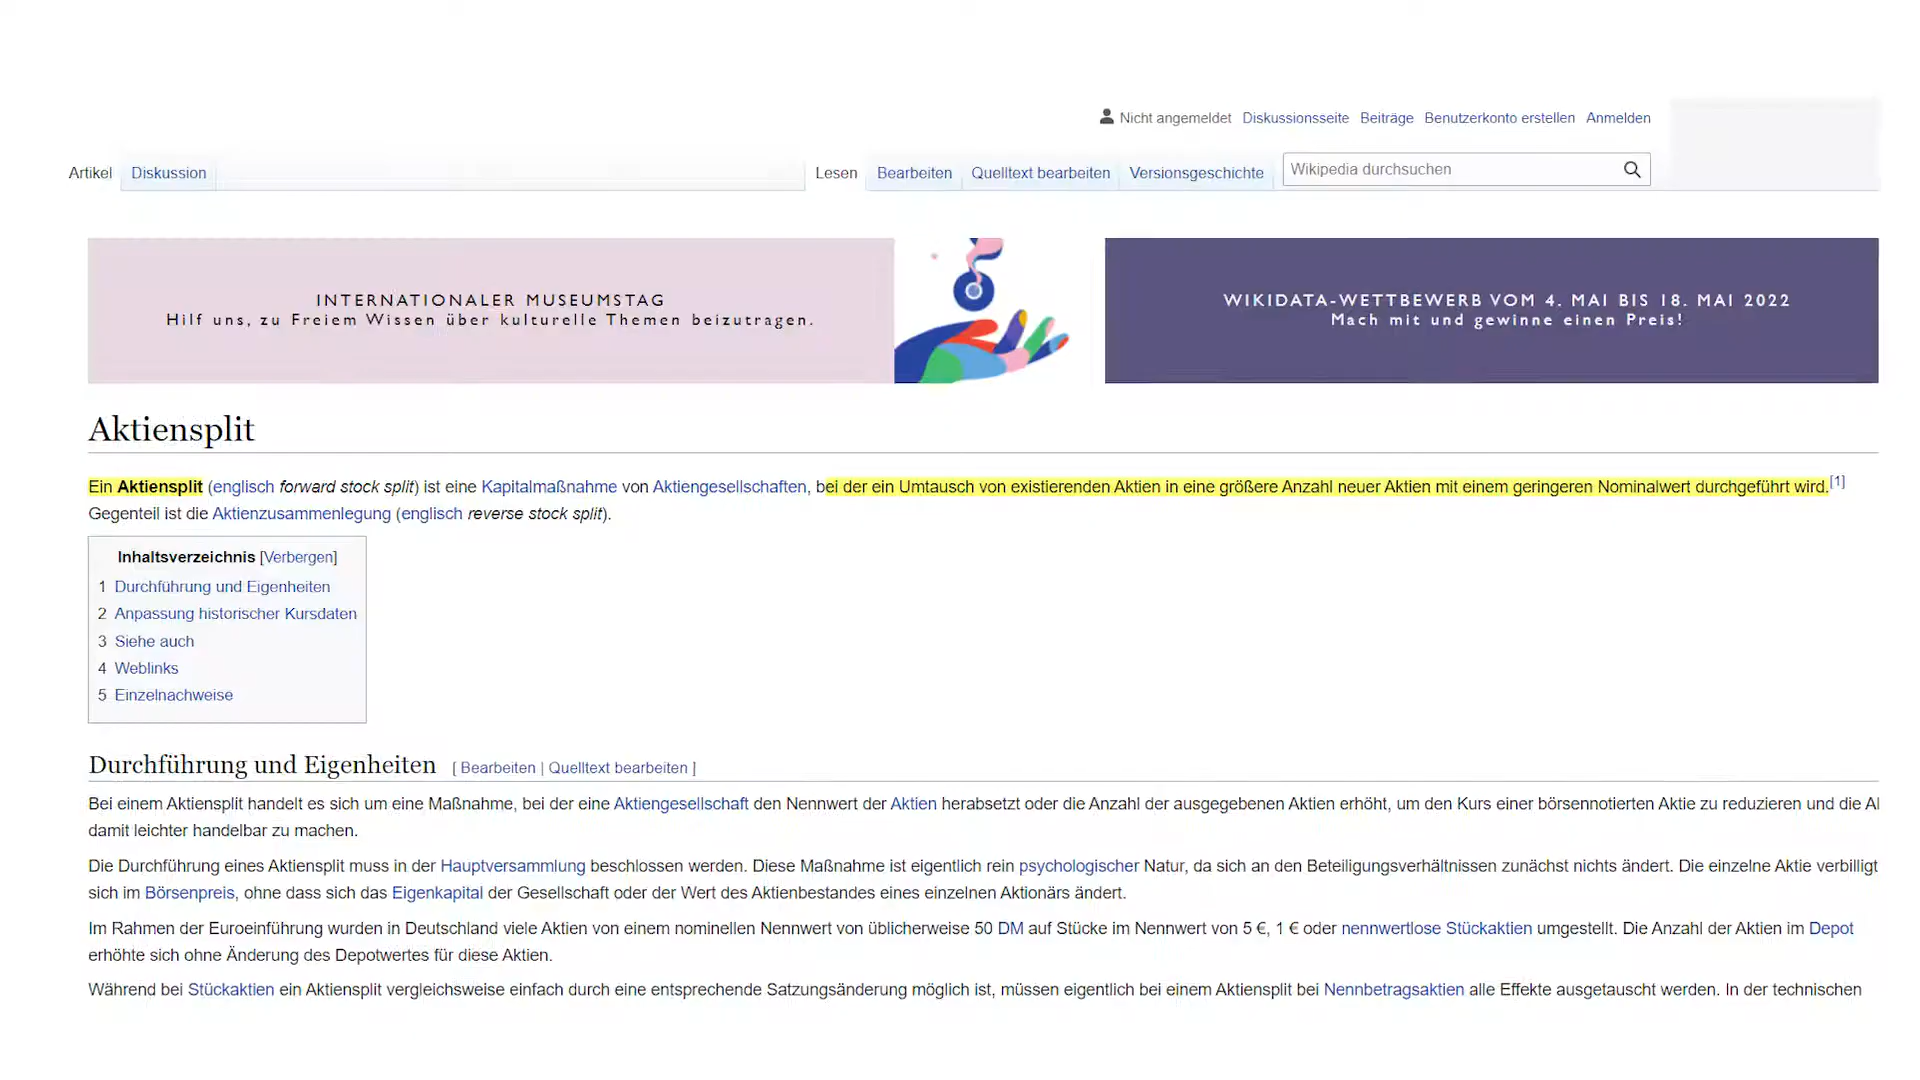 Nicht angemeldet Diskussionsseite Beiträge Benutzerkonto erstellen Anmelden
Artikel Diskussion Lesen Bearbeiten Quelltext bearbeiten Versionsgeschichte Wikipedia durchsuchen
INTERNATIONALER MUSEUMSTAG
Hilf uns, zu Freiem Wissen über kulturelle Themen beizutragen.
WIKIDATA-WETTBEWERB VOM 4. MAI BIS 18. MAI 2022
Mach mit und gewinne einen Preis!
Aktiensplit
Ein Aktiensplit (englisch forward stock split) ist eine Kapitalmaßnahme von Aktiengesellschaften, bei der ein Umtausch von existierenden Aktien in eine größere Anzahl neuer Aktien mit einem geringeren Nominalwert durchgeführt wird.[1]
Gegenteil ist die Aktienzusammenlegung (englisch reverse stock split).
Inhaltsverzeichnis [Verbergen]
1 Durchführung und Eigenheiten
2 Anpassung historischer Kursdaten
3 Siehe auch
4 Weblinks
5 Einzelnachweise
Durchführung und Eigenheiten [ Bearbeiten | Quelltext bearbeiten ]
Bei einem Aktiensplit handelt es sich um eine Maßnahme, bei der eine Aktiengesellschaft den Nennwert der Aktien herabsetzt oder die Anzahl der ausgegebenen Aktien erhöht, um den Kurs einer börsennotierten Aktie zu reduzieren und die
damit leichter handelbar zu machen.
Die Durchführung eines Aktiensplit muss in der Hauptversammlung beschlossen werden. Diese Maßnahme ist eigentlich rein psychologischer Natur, da sich an den Beteiligungsverhältnissen zunächst nichts ändert. Die einzelne Aktie verbilligt
sich im Börsenpreis, ohne dass sich das Eigenkapital der Gesellschaft oder der Wert des Aktienbestandes eines einzelnen Aktionärs ändert.
Im Rahmen der Euroeinführung wurden in Deutschland viele Aktien von einem nominellen Nennwert von üblicherweise 50 DM auf Stücke im Nennwert von 5 €, 1 € oder nennwertlose Stückaktien umgestellt. Die Anzahl der Aktien im Depot
erhöhte sich ohne Änderung des Depotwertes für diese Aktien.
Während bei Stückaktien ein Aktiensplit vergleichsweise einfach durch eine entsprechende Satzungsänderung möglich ist, müssen eigentlich bei einem Aktiensplit bei Nennbetragsaktien alle Effekte ausgetauscht werden. In der technischen